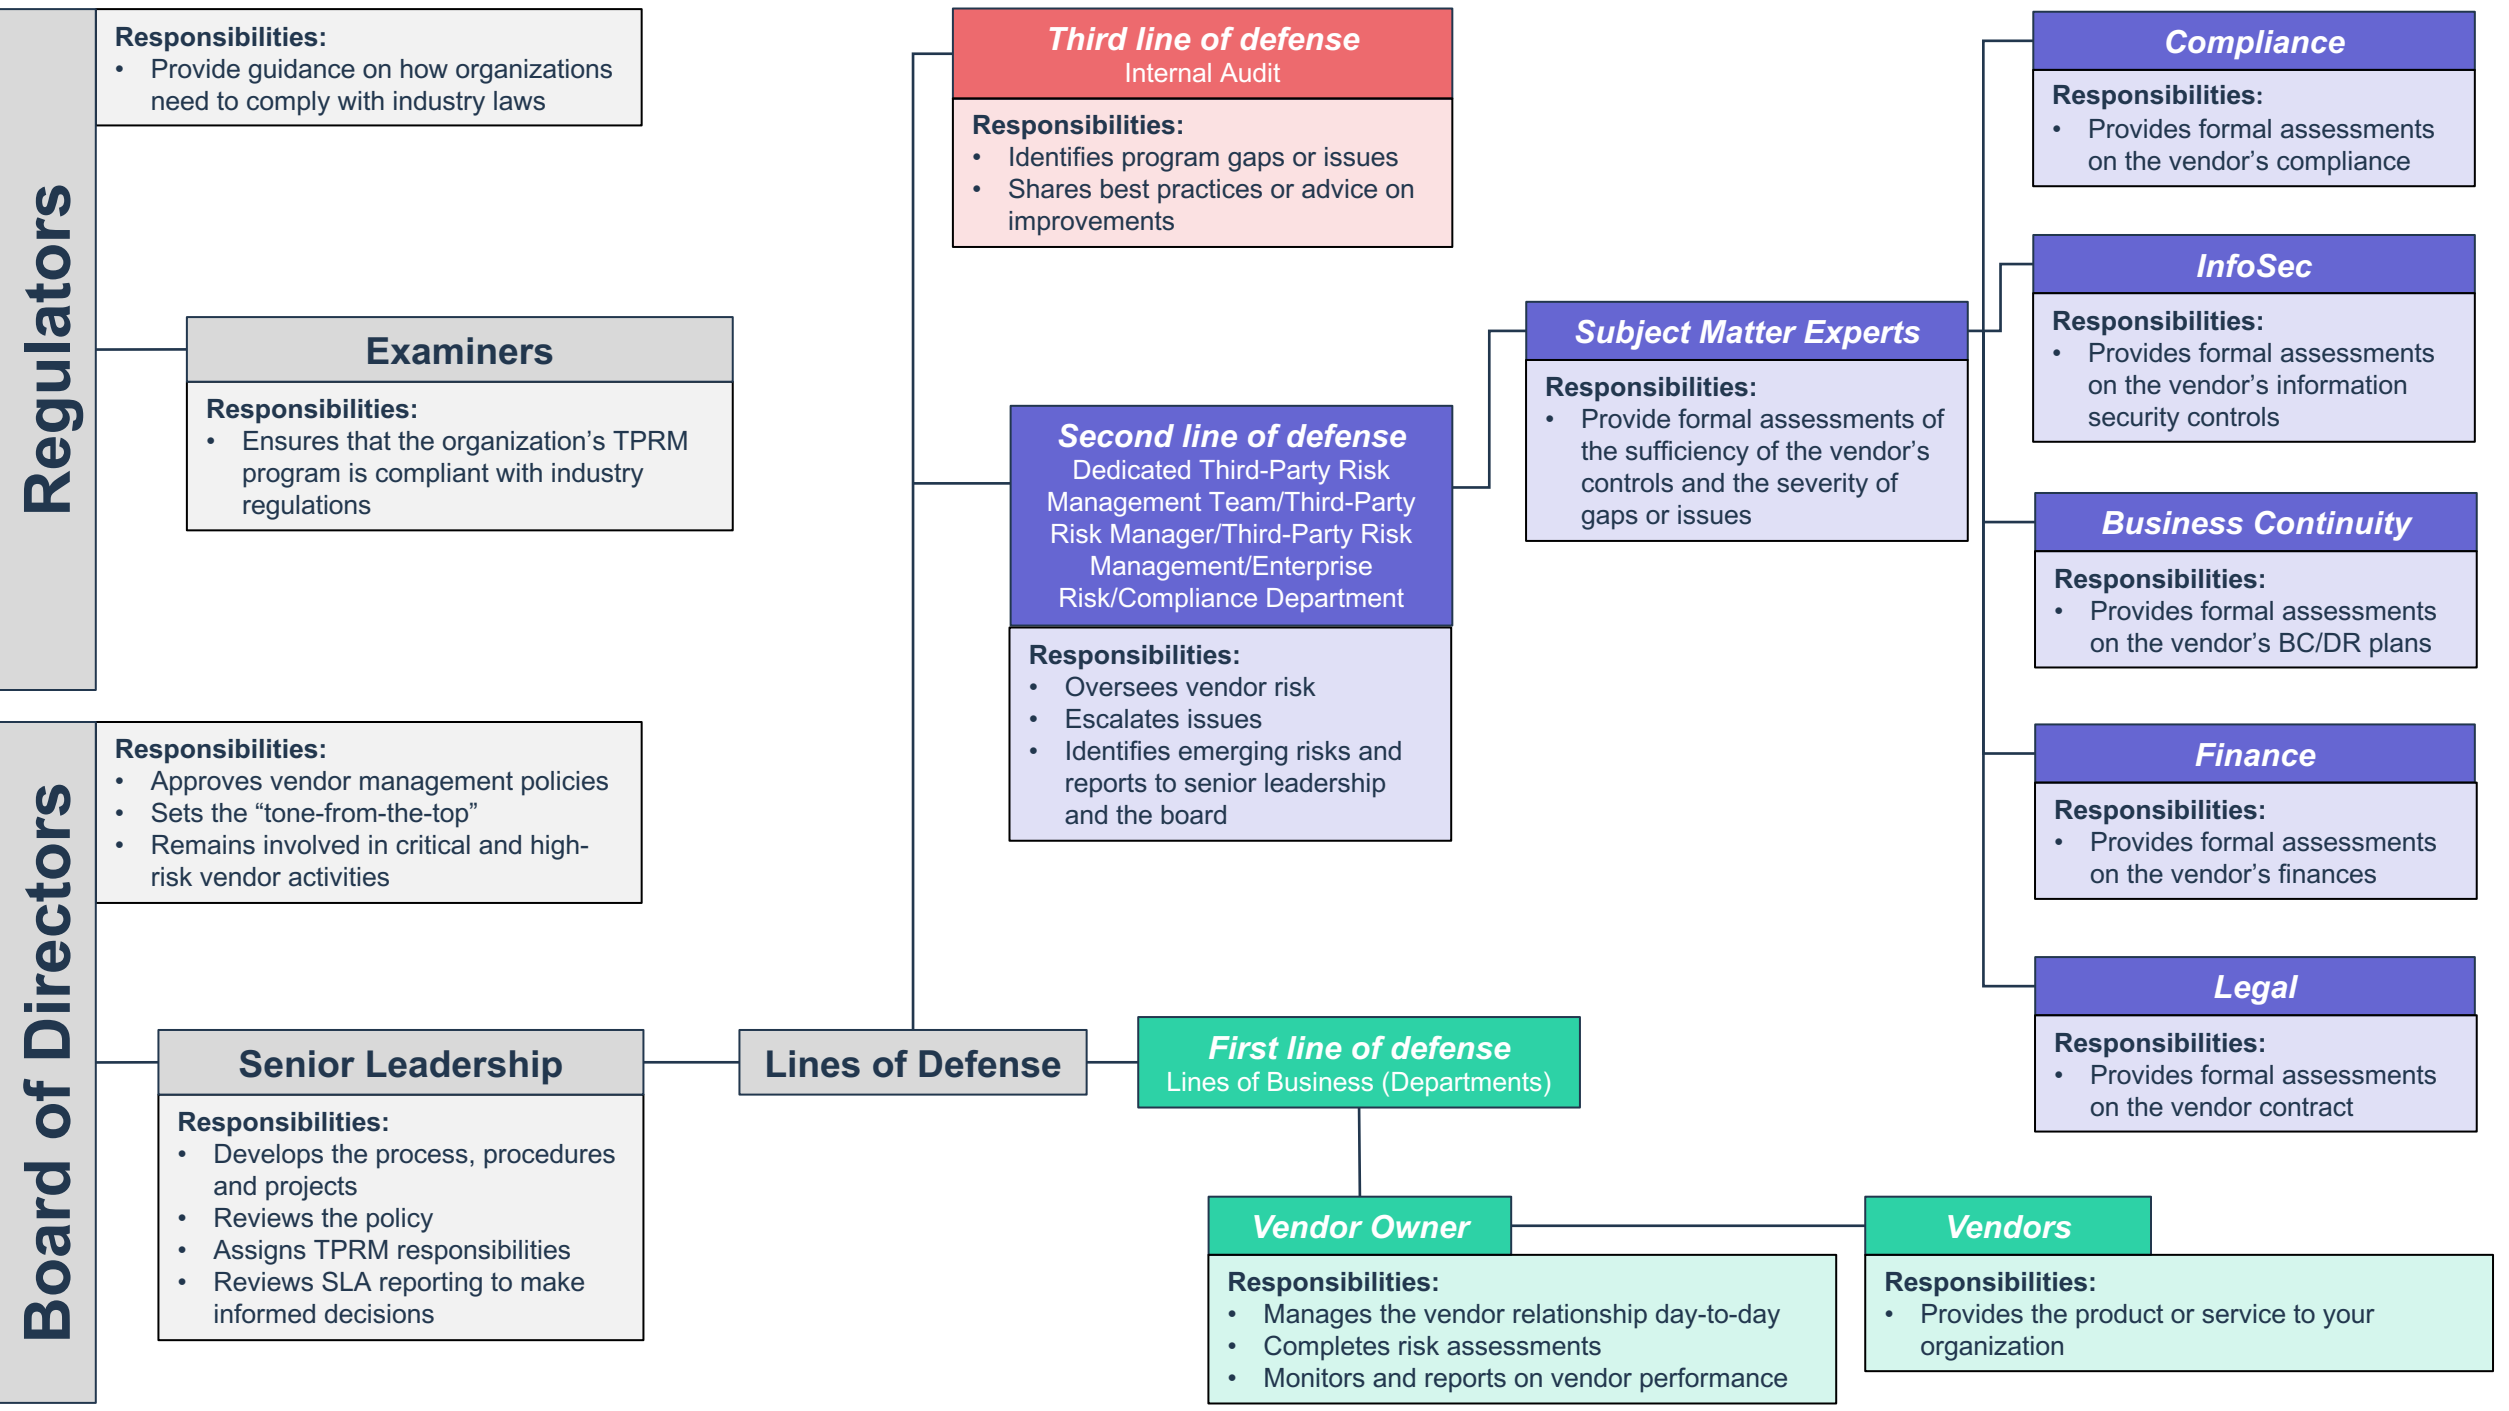 Regulators
Responsibilities:
• Provide guidance on how organizations
need to comply with industry laws
Examiners
Responsibilities:
• Ensures that the organization’s TPRM
program is compliant with industry
regulations
Board of Directors
Responsibilities:
• Approves vendor management policies
• Sets the “tone-from-the-top”
• Remains involved in critical and high-
risk vendor activities
Senior Leadership
Responsibilities:
• Develops the process, procedures
and projects
• Reviews the policy
• Assigns TPRM responsibilities
• Reviews SLA reporting to make
informed decisions
Lines of Defense
Third line of defense
Internal Audit
Responsibilities:
• Identifies program gaps or issues
• Shares best practices or advice on
improvements
Second line of defense
Dedicated Third-Party Risk
Management Team/Third-Party
Risk Manager/Third-Party Risk
Management/Enterprise
Risk/Compliance Department
Responsibilities:
• Oversees vendor risk
• Escalates issues
• Identifies emerging risks and
reports to senior leadership
and the board
Subject Matter Experts
Responsibilities:
• Provide formal assessments of
the sufficiency of the vendor’s
controls and the severity of
gaps or issues
Compliance
Responsibilities:
• Provides formal assessments
on the vendor’s compliance
InfoSec
Responsibilities:
• Provides formal assessments
on the vendor’s information
security controls
Business Continuity
Responsibilities:
• Provides formal assessments
on the vendor’s BC/DR plans
Finance
Responsibilities:
• Provides formal assessments
on the vendor’s finances
Legal
Responsibilities:
• Provides formal assessments
on the vendor contract
First line of defense
Lines of Business (Departments)
Vendor Owner
Responsibilities:
• Manages the vendor relationship day-to-day
• Completes risk assessments
• Monitors and reports on vendor performance
Vendors
Responsibilities:
• Provides the product or service to your
organization